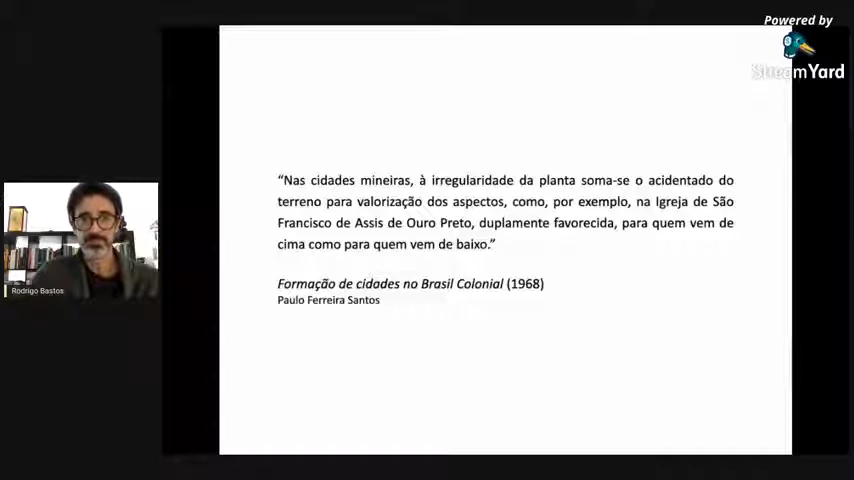 Powered by
StreamYard
“Nas cidades mineiras, à irregularidade da planta soma-se o acidentado do
terreno para valorização dos aspectos, como, por exemplo, na Igreja de São
Francisco de Assis de Ouro Preto, duplamente favorecida, para quem vem de
cima como para quem vem de baixo.”
Formação de cidades no Brasil Colonial (1968)
Paulo Ferreira Santos
Rodrigo Bastos